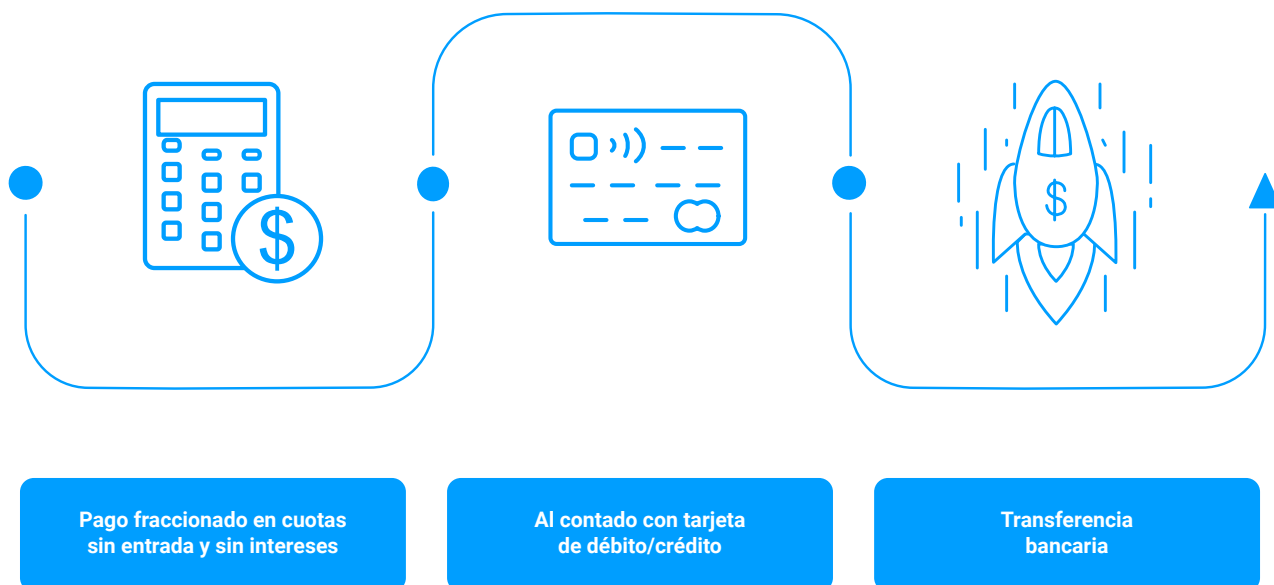 $
$
Pago fraccionado en cuotas
sin entrada y sin intereses
Al contado con tarjeta
de débito/crédito
Transferencia
bancaria